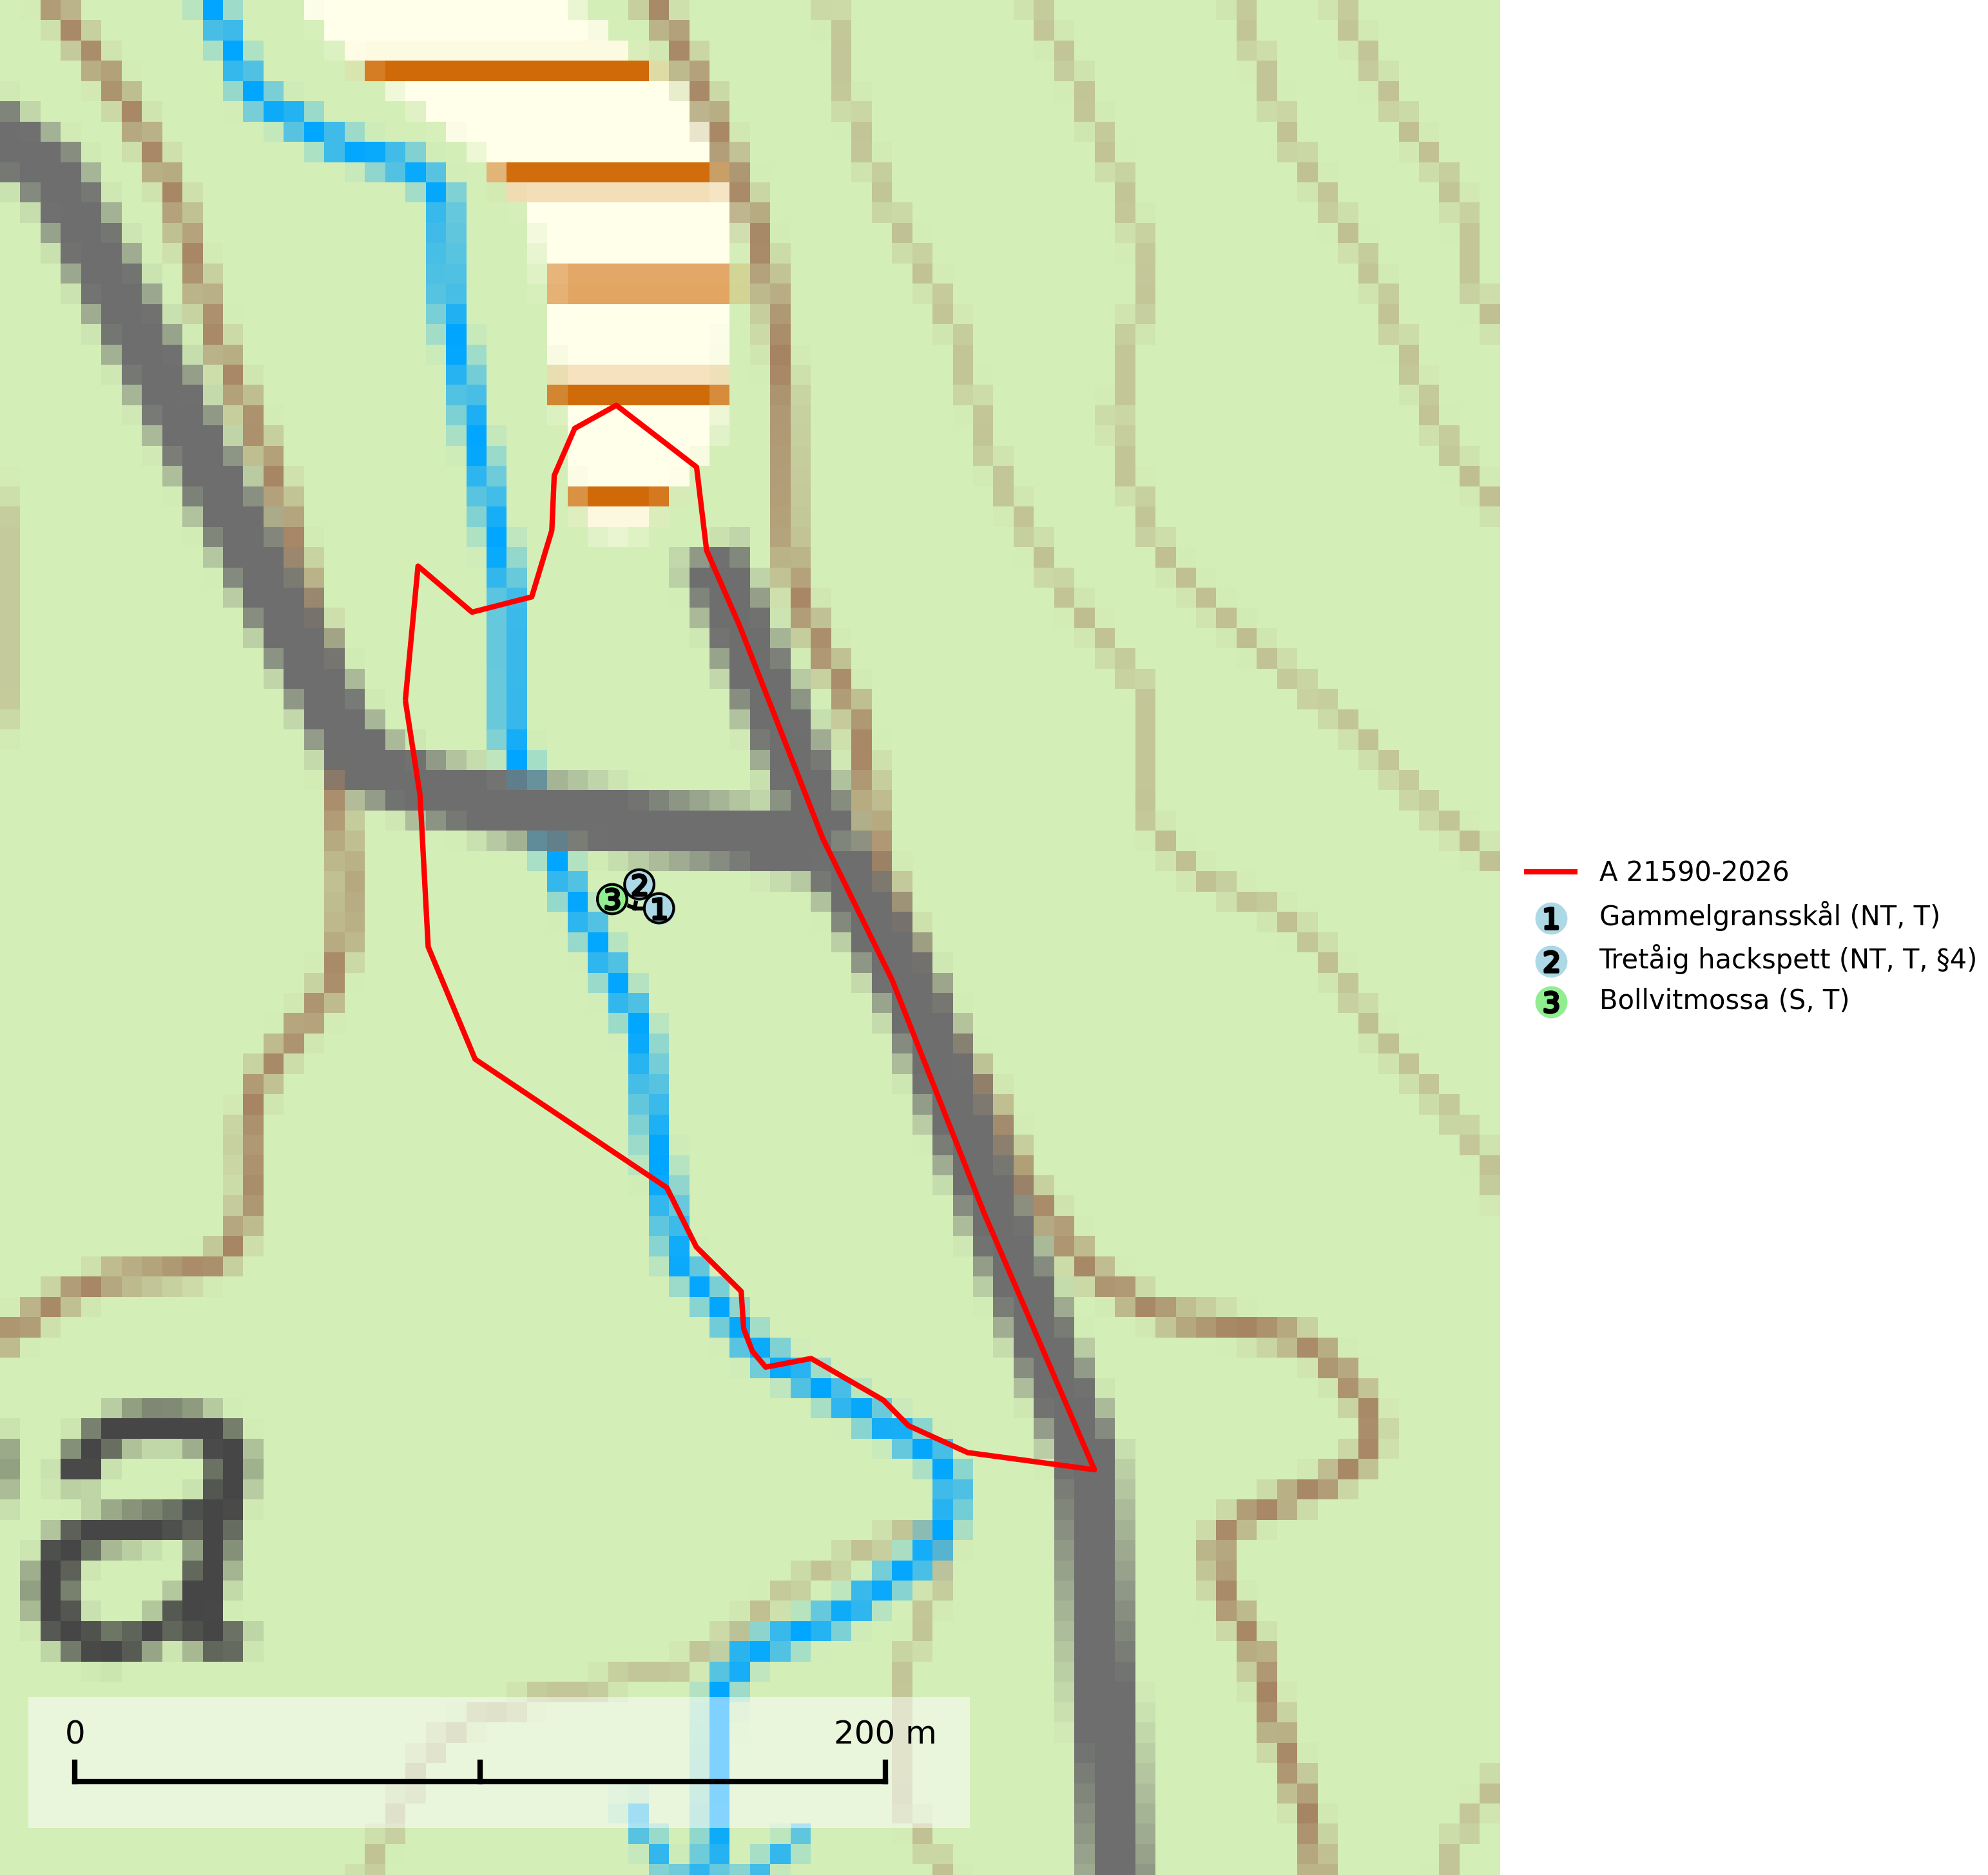 A 21590-2026
1 Gammelgransskål (NT, T)
2 Tretåig hackspett (NT, T, §4)
3 Bollvitmossa (S, T)
2
3
1
a
0 200 m